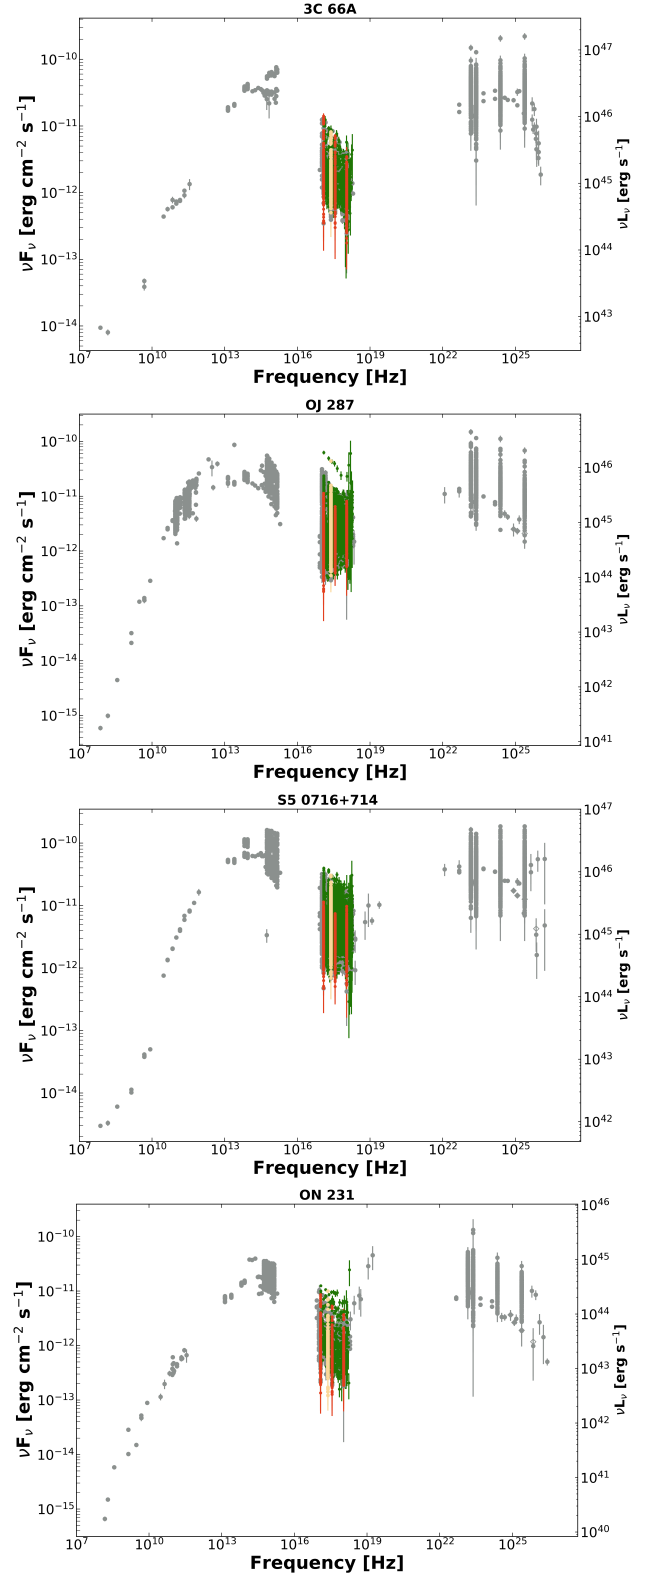 3C 66A
10⁻¹⁰
10⁻¹¹
10⁻¹²
10⁻¹³
10⁻¹⁴
νFν [erg cm⁻² s⁻¹]
10⁴⁷
10⁴⁶
10⁴⁵
10⁴⁴
10⁴³
νLν [erg s⁻¹]
10⁷ 10¹⁰ 10¹³ 10¹⁶ 10¹⁹ 10²² 10²⁵
Frequency [Hz]
OJ 287
10⁻¹⁰
10⁻¹¹
10⁻¹²
10⁻¹³
10⁻¹⁴
10⁻¹⁵
νFν [erg cm⁻² s⁻¹]
10⁴⁶
10⁴⁵
10⁴⁴
10⁴³
10⁴²
10⁴¹
νLν [erg s⁻¹]
10⁷ 10¹⁰ 10¹³ 10¹⁶ 10¹⁹ 10²² 10²⁵
Frequency [Hz]
S5 0716+714
10⁻¹⁰
10⁻¹¹
10⁻¹²
10⁻¹³
10⁻¹⁴
νFν [erg cm⁻² s⁻¹]
10⁴⁷
10⁴⁶
10⁴⁵
10⁴⁴
10⁴³
10⁴²
νLν [erg s⁻¹]
10⁷ 10¹⁰ 10¹³ 10¹⁶ 10¹⁹ 10²² 10²⁵
Frequency [Hz]
ON 231
10⁻¹⁰
10⁻¹¹
10⁻¹²
10⁻¹³
10⁻¹⁴
10⁻¹⁵
νFν [erg cm⁻² s⁻¹]
10⁴⁶
10⁴⁵
10⁴⁴
10⁴³
10⁴²
10⁴¹
10⁴⁰
νLν [erg s⁻¹]
10⁷ 10¹⁰ 10¹³ 10¹⁶ 10¹⁹ 10²² 10²⁵
Frequency [Hz]